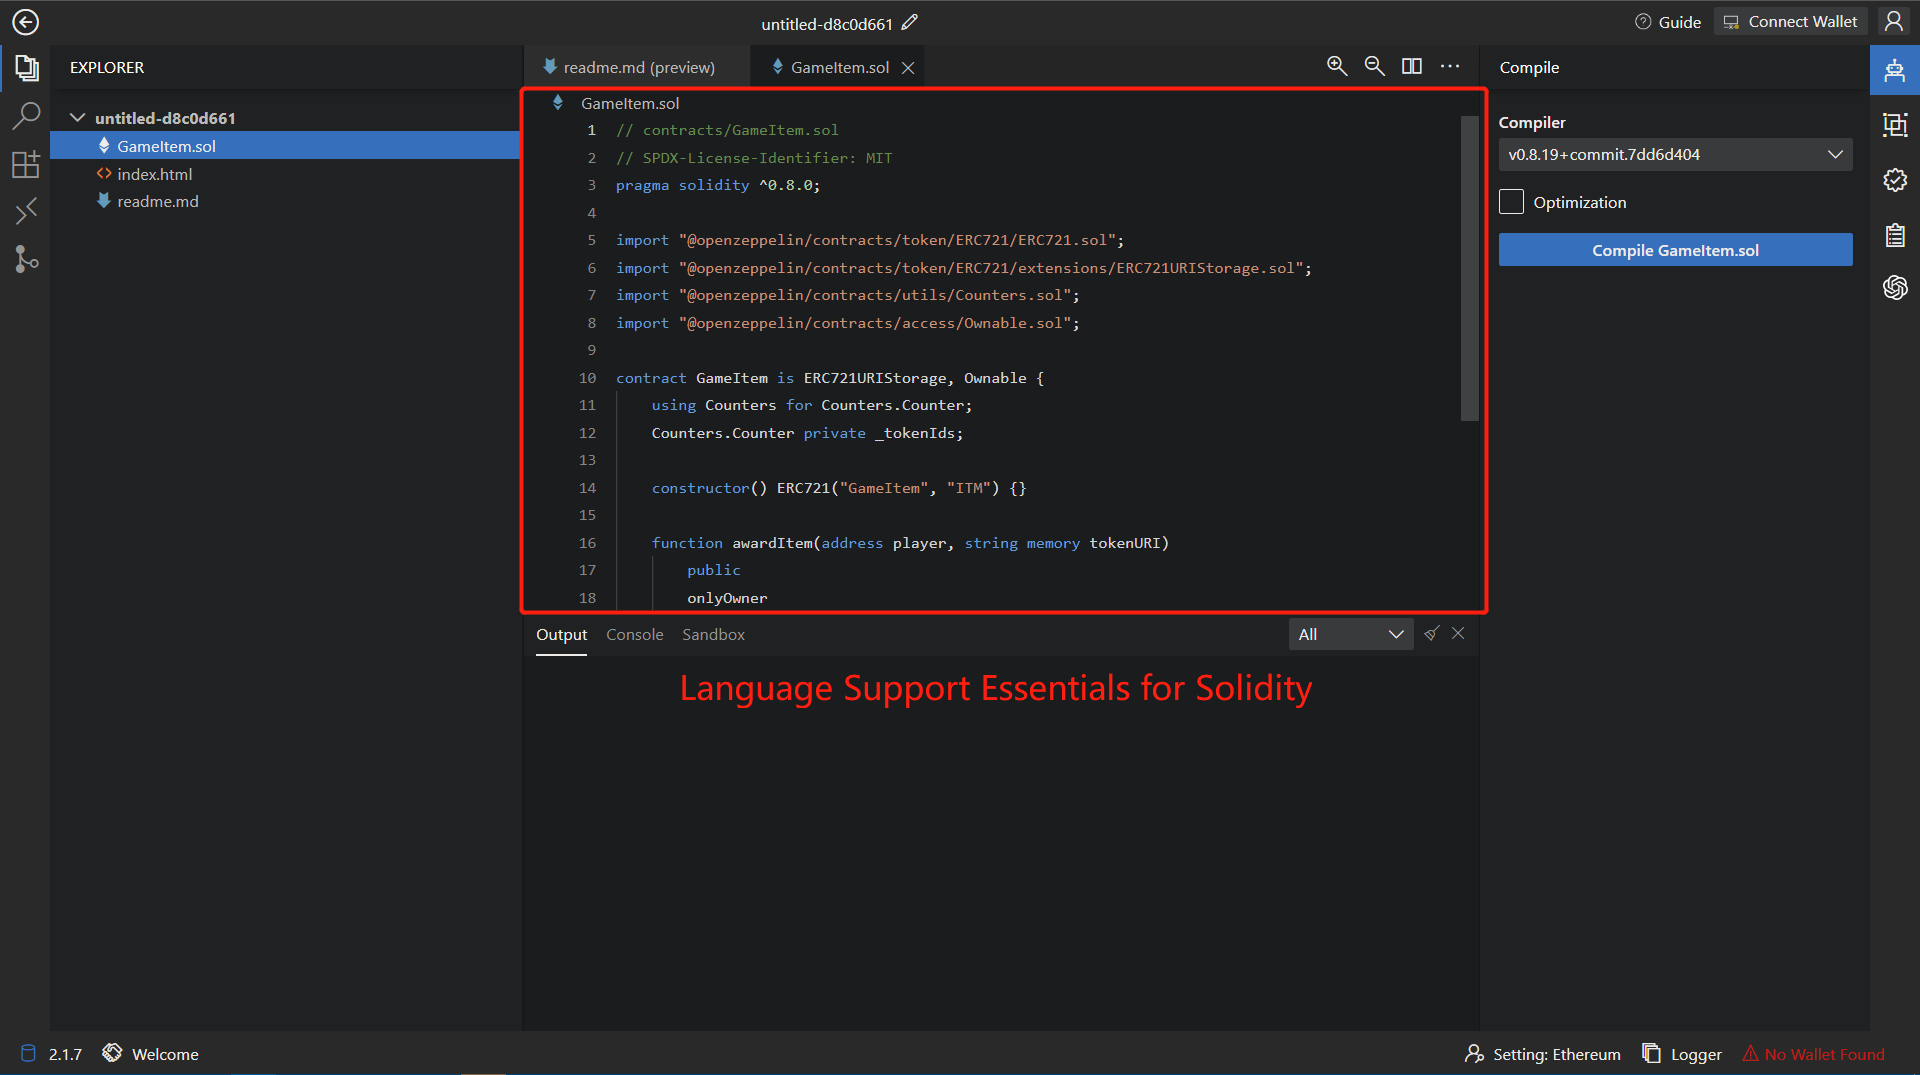 untitled-d8c0d661
Guide
Connect Wallet
EXPLORER
untitled-d8c0d661
GameItem.sol
index.html
readme.md
readme.md (preview)
GameItem.sol
GameItem.sol
1 // contracts/GameItem.sol
2 // SPDX-License-Identifier: MIT
3 pragma solidity ^0.8.0;
4
5 import "@openzeppelin/contracts/token/ERC721/ERC721.sol";
6 import "@openzeppelin/contracts/token/ERC721/extensions/ERC721URIStorage.sol";
7 import "@openzeppelin/contracts/utils/Counters.sol";
8 import "@openzeppelin/contracts/access/Ownable.sol";
9
10 contract GameItem is ERC721URIStorage, Ownable {
11 using Counters for Counters.Counter;
12 Counters.Counter private _tokenIds;
13
14 constructor() ERC721("GameItem", "ITM") {}
15
16 function awardItem(address player, string memory tokenURI)
17 public
18 onlyOwner
Output Console Sandbox
All
Language Support Essentials for Solidity
Compile
Compiler
v0.8.19+commit.7dd6d404
Optimization
Compile GameItem.sol
2.1.7
Welcome
Setting: Ethereum
Logger
No Wallet Found